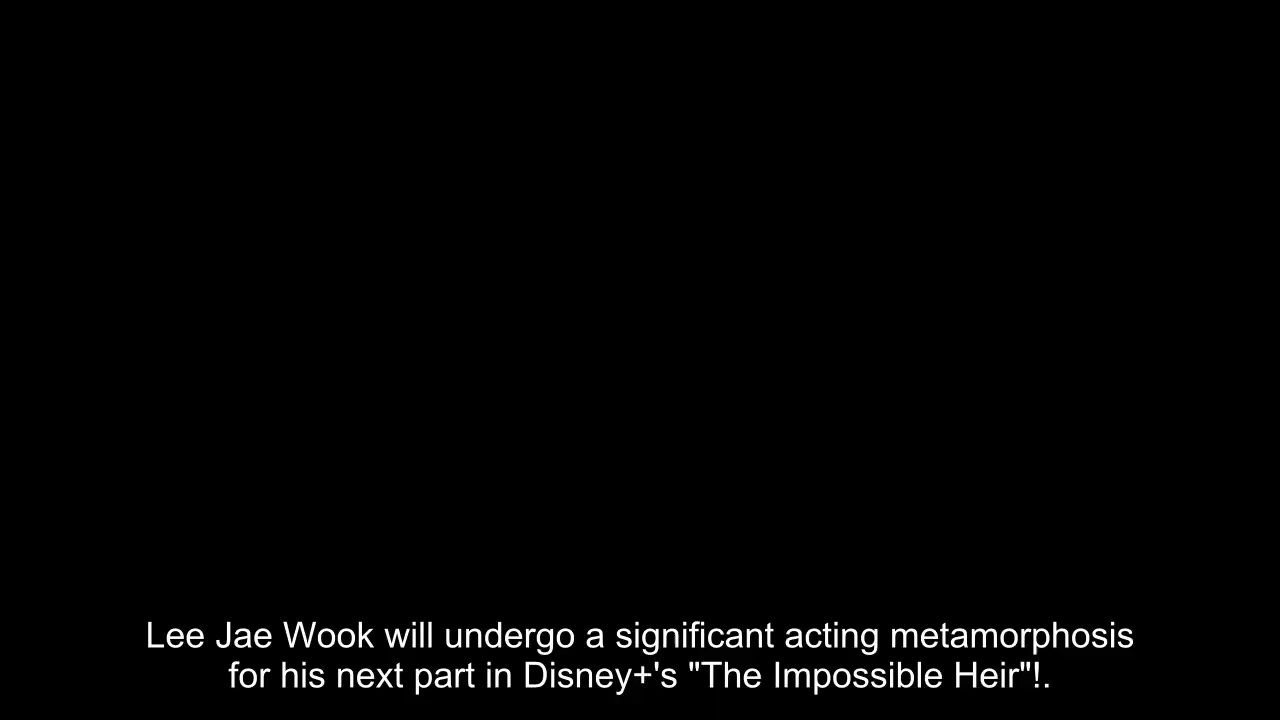 Lee Jae Wook will undergo a significant acting metamorphosis
for his next part in Disney+'s "The Impossible Heir"!.